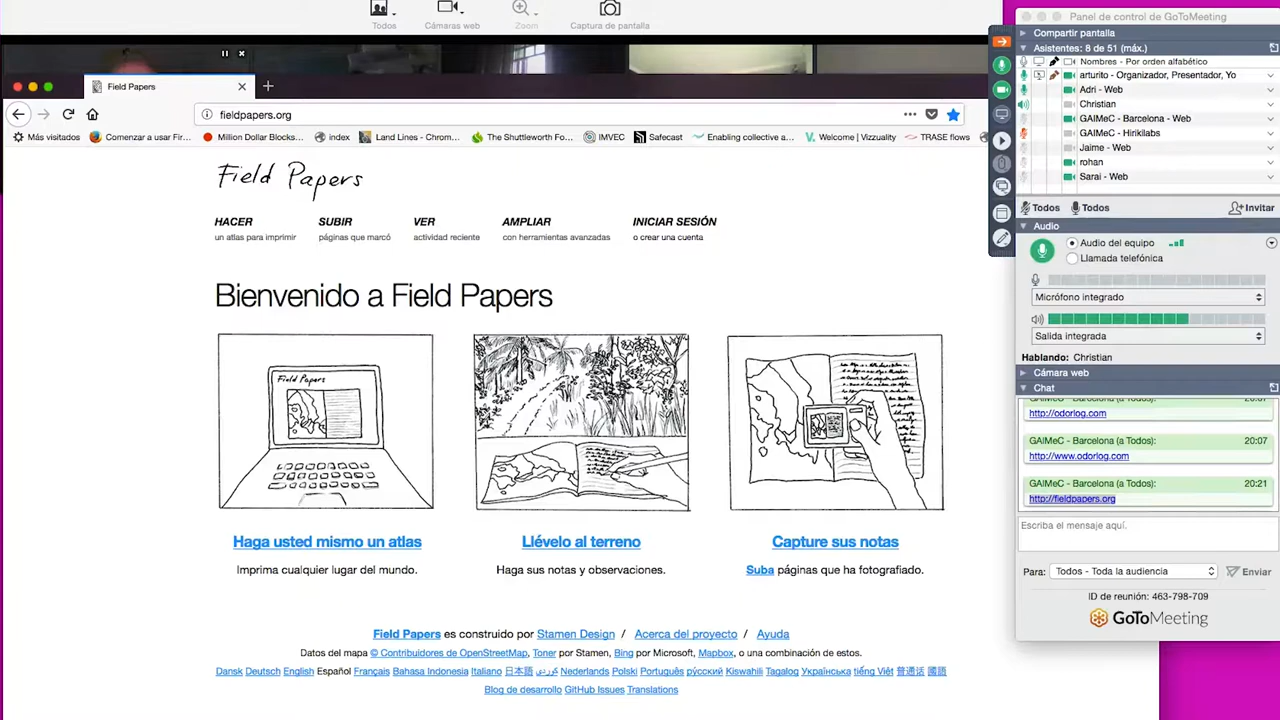 Todos
Cámaras web
Zoom
Captura de pantalla
Field Papers
fieldpapers.org
Más visitados
Comenzar a usar Fir...
Million Dollar Blocks...
index
Land Lines - Chrom...
The Shuttleworth Fo...
IMVEC
Safecast
Enabling collective a...
Welcome | Vizzuality
TRASE flows
Field Papers
HACER
un atlas para imprimir
SUBIR
páginas que marcó
VER
actividad reciente
AMPLIAR
con herramientas avanzadas
INICIAR SESIÓN
o crear una cuenta
Bienvenido a Field Papers
Field Papers
Haga usted mismo un atlas
Imprima cualquier lugar del mundo.
Llévelo al terreno
Haga sus notas y observaciones.
Capture sus notas
Suba páginas que ha fotografiado.
Field Papers es construido por Stamen Design / Acerca del proyecto / Ayuda
Datos del mapa © Contribuidores de OpenStreetMap, Toner por Stamen, Bing por Microsoft, Mapbox, o una combinación de estos.
Dansk Deutsch English Español Français Bahasa Indonesia Italiano 日本語 Nederlands Polski Português ру́сский Kiswahili Tagalog Українська tiếng Việt 普通话 國語
Blog de desarrollo GitHub Issues Translations
Panel de control de GoToMeeting
Compartir pantalla
Asistentes: 8 de 51 (máx.)
Nombres - Por orden alfabético
arturito - Organizador, Presentador, Yo
Adri - Web
Christian
GAIMeC - Barcelona - Web
GAIMeC - Hirikilabs
Jaime - Web
rohan
Sarai - Web
Todos
Todos
Invitar
Audio
Audio del equipo
Llamada telefónica
Micrófono integrado
Salida integrada
Hablando: Christian
Cámara web
Chat
GAIMeC - Barcelona (a Todos):
http://odorlog.com
GAIMeC - Barcelona (a Todos): 20:07
http://www.odorlog.com
GAIMeC - Barcelona (a Todos): 20:21
http://fieldpapers.org
Escriba el mensaje aquí.
Para: Todos - Toda la audiencia
Enviar
ID de reunión: 463-798-709
GoToMeeting